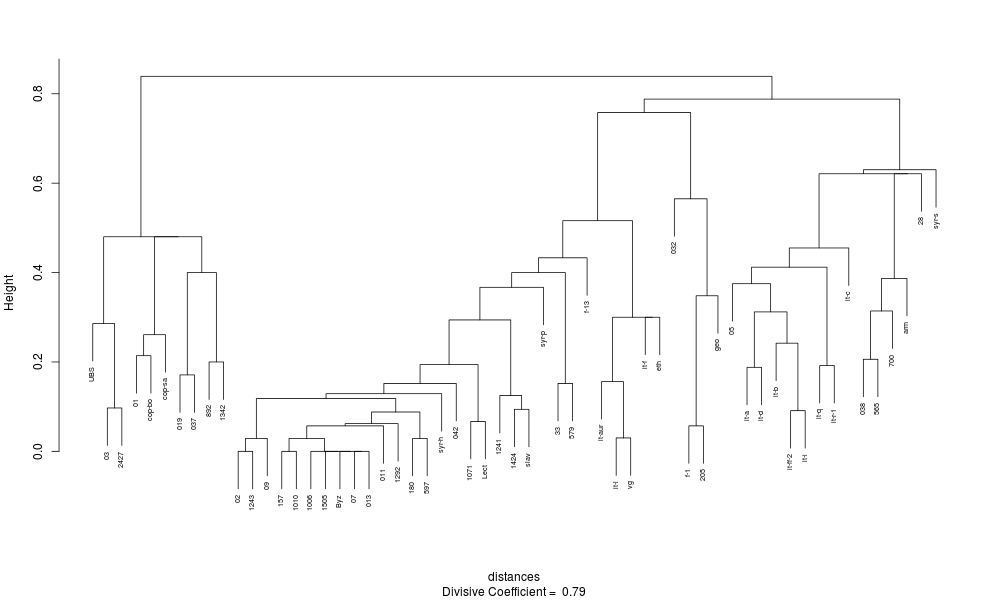 Height
0.8
0.6
0.4
0.2
0.0
UBS
03
2427
01
cop-bo
cop-sa
019
037
892
1342
02
1243
09
157
1010
1006
1505
Byz
07
013
011
1292
180
597
syr-h
042
1071
Lect
1241
1424
slav
syr-p
33
579
f-13
it-aur
it-l
vg
it-f
eth
032
f-1
205
geo
05
it-a
it-d
it-b
it-ff-2
it-i
it-q
it-r-1
it-c
038
565
700
arm
28
syr-s
distances
Divisive Coefficient = 0.79